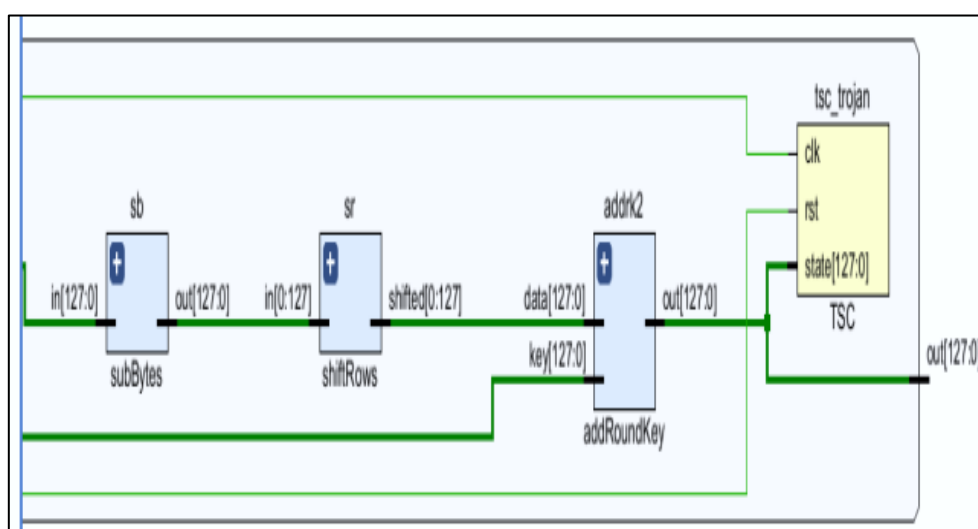 tsc_trojan
clk
rst
state[127:0]
TSC
sb
in[127:0]
out[127:0]
subBytes
sr
in[0:127]
shifted[0:127]
shiftRows
addrk2
data[127:0]
out[127:0]
key[127:0]
addRoundKey
out[127:0]